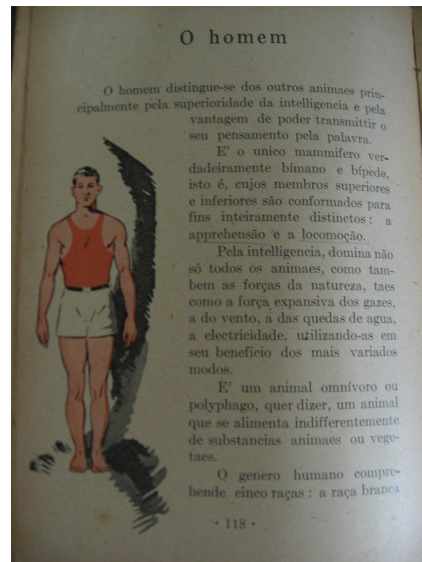 O homem
O homem distingue-se dos outros animaes prin-
cipalmente pela superioridade da intelligencia e pela
vantagem de poder transmittir o
seu pensamento pela palavra.
E' o unico mammifero ver-
dadeiramente bímano e bípede,
isto é, cujos membros superiores
e inferiores são conformados para
fins inteiramente distinctos : a
apprehensão e a locomoção.
Pela intelligencia, domina não
só todos os animaes, como tam-
bem as forças da natureza, taes
como a força expansiva dos gazes,
a do vento, a das quedas de agua,
a electricidade, utilizando-as em
seu beneficio dos mais variados
modos.
E' um animal omnívoro ou
polyphago, quer dizer, um animal
que se alimenta indifferentemente
de substancias animaes ou vege-
taes.
O genero humano compre-
hende cinco raças : a raça branca
· 118 ·